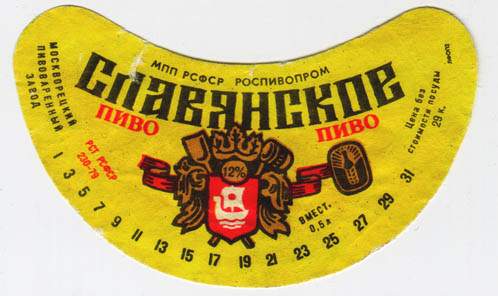 МПП РСФСР РОСПИВОПРОМ
СЛАВЯНСКОЕ
ПИВО
ПИВО
МОСКВОРЕЦКИЙ
ПИВОВАРЕННЫЙ
ЗАВОД
Цена без
стоимости посуды
29 к.
РСТ РСФСР
230-79
12%
ВМЕСТ.
0,5 л
1 3 5 7 9 11 13 15 17 19 21 23 25 27 29 31